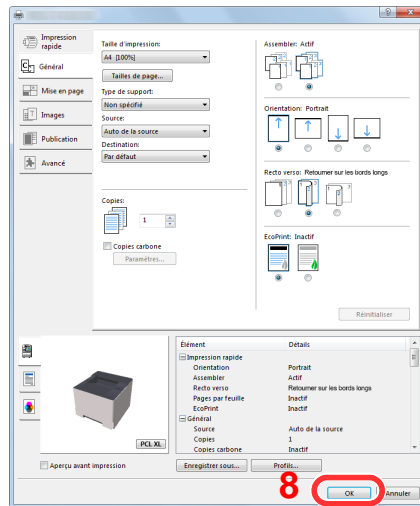 Impression
rapide
Général
Mise en page
Images
Publication
Avancé
Taille d'impression:
A4 [100%]
Tailles de page...
Type de support:
Non spécifié
Source:
Auto de la source
Destination:
Par défaut
Copies:
1
Copies carbone
Paramètres...
Assembler: Actif
Orientation: Portrait
Recto verso: Retourner sur les bords longs
EcoPrint: Inactif
Réinitialiser
PCL XL
Aperçu avant impression
Élément Détails
Impression rapide
Orientation Portrait
Assembler Actif
Recto verso Retourner sur les bords longs
Pages par feuille Inactif
EcoPrint Inactif
Général
Source Auto de la source
Copies 1
Copies carbone Inactif
Enregistrer sous... Profils...
8
OK Annuler